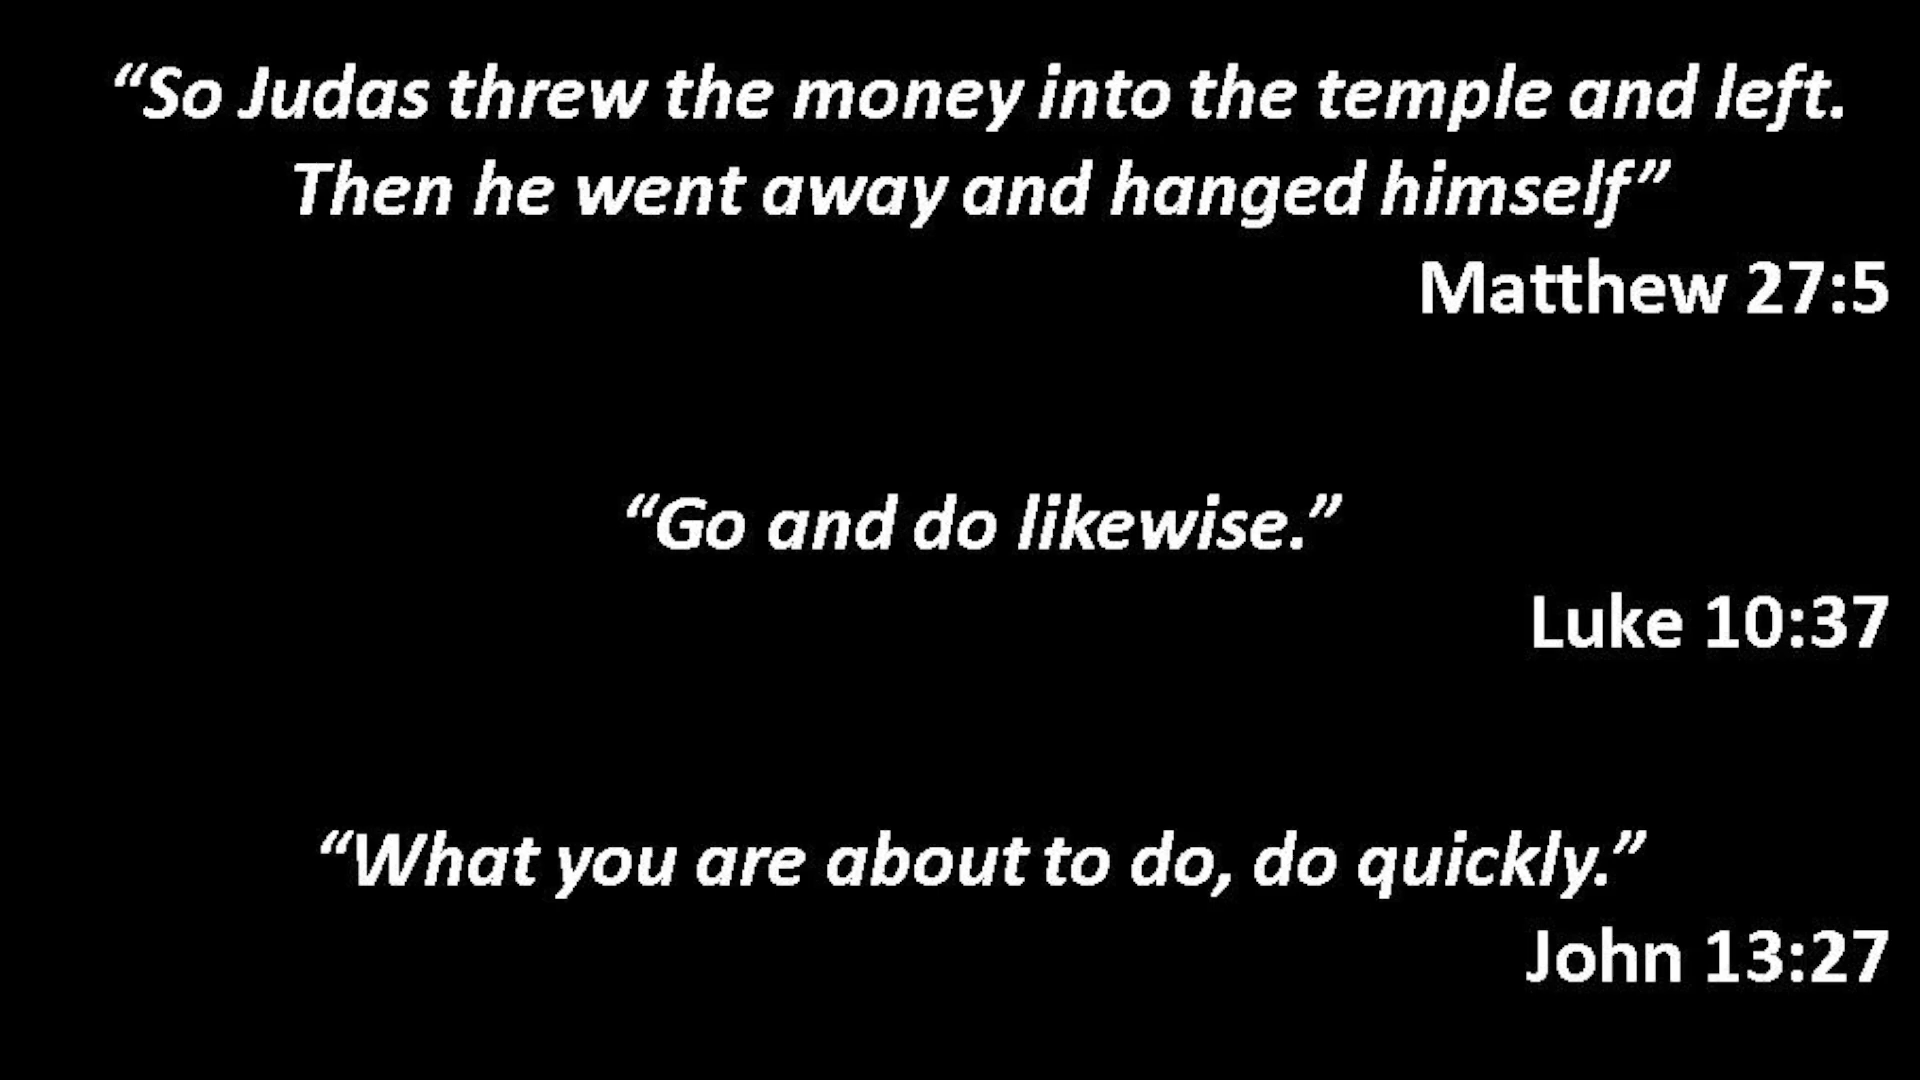 “So Judas threw the money into the temple and left.
Then he went away and hanged himself”
Matthew 27:5
“Go and do likewise.”
Luke 10:37
“What you are about to do, do quickly.”
John 13:27